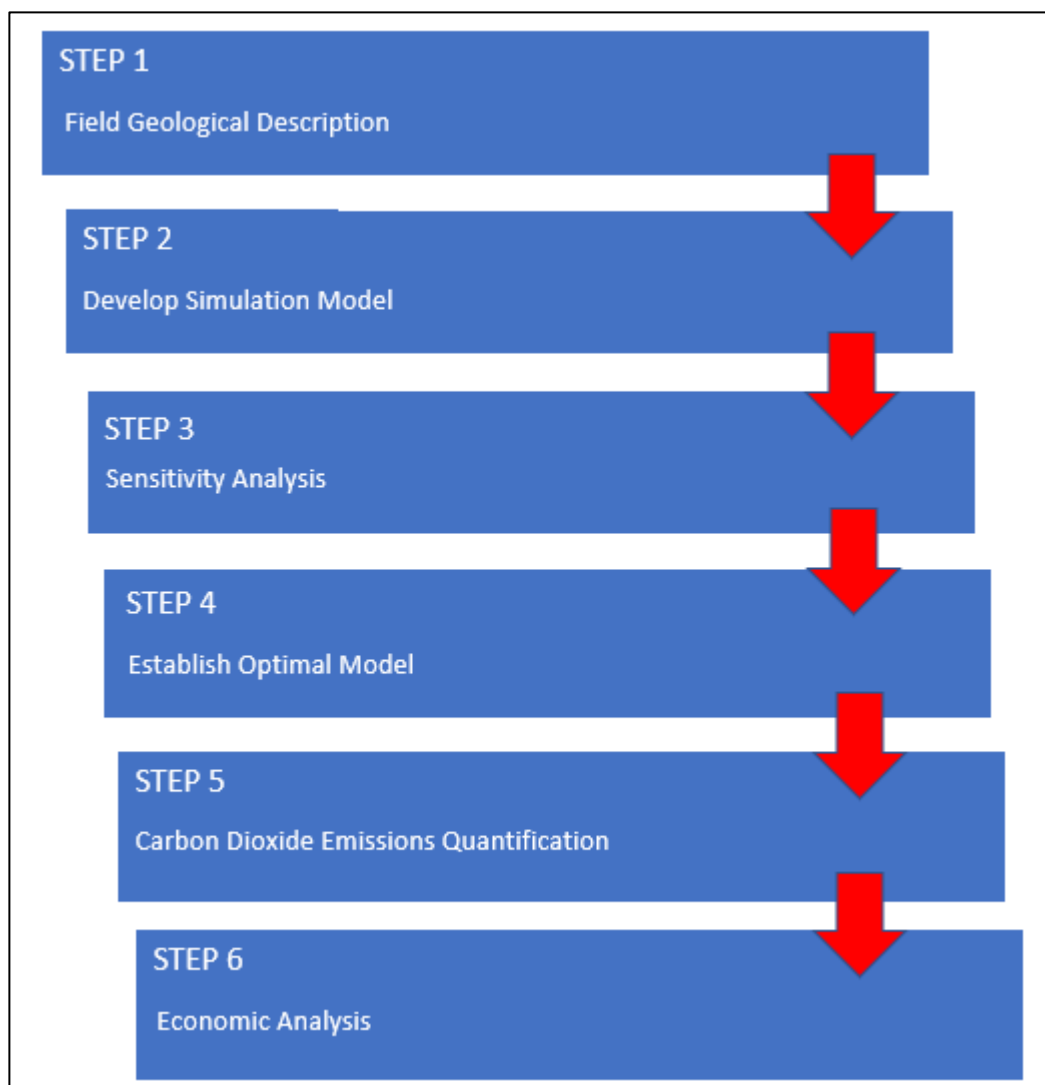 STEP 1
Field Geological Description
STEP 2
Develop Simulation Model
STEP 3
Sensitivity Analysis
STEP 4
Establish Optimal Model
STEP 5
Carbon Dioxide Emissions Quantification
STEP 6
Economic Analysis